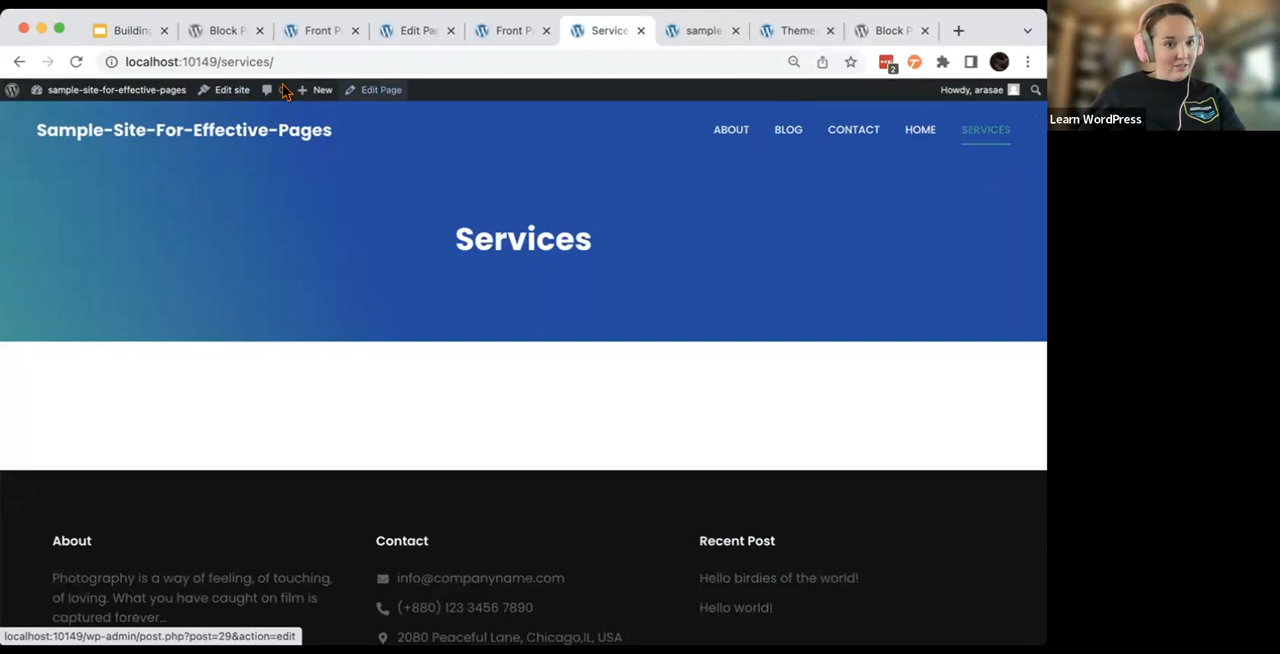 Building
Block P
Front P
Edit Pa
Front P
Service
sample
Theme
Block P
localhost:10149/services/
2
sample-site-for-effective-pages
Edit site
New
Edit Page
Howdy, arasae
Sample-Site-For-Effective-Pages
ABOUT
BLOG
CONTACT
HOME
SERVICES
Learn WordPress
Services
About
Contact
Recent Post
Photography is a way of feeling, of touching,
of loving. What you have caught on film is
captured forever...
info@companyname.com
(+880) 123 3456 7890
2080 Peaceful Lane, Chicago,IL, USA
Hello birdies of the world!
Hello world!
localhost:10149/wp-admin/post.php?post=29&action=edit